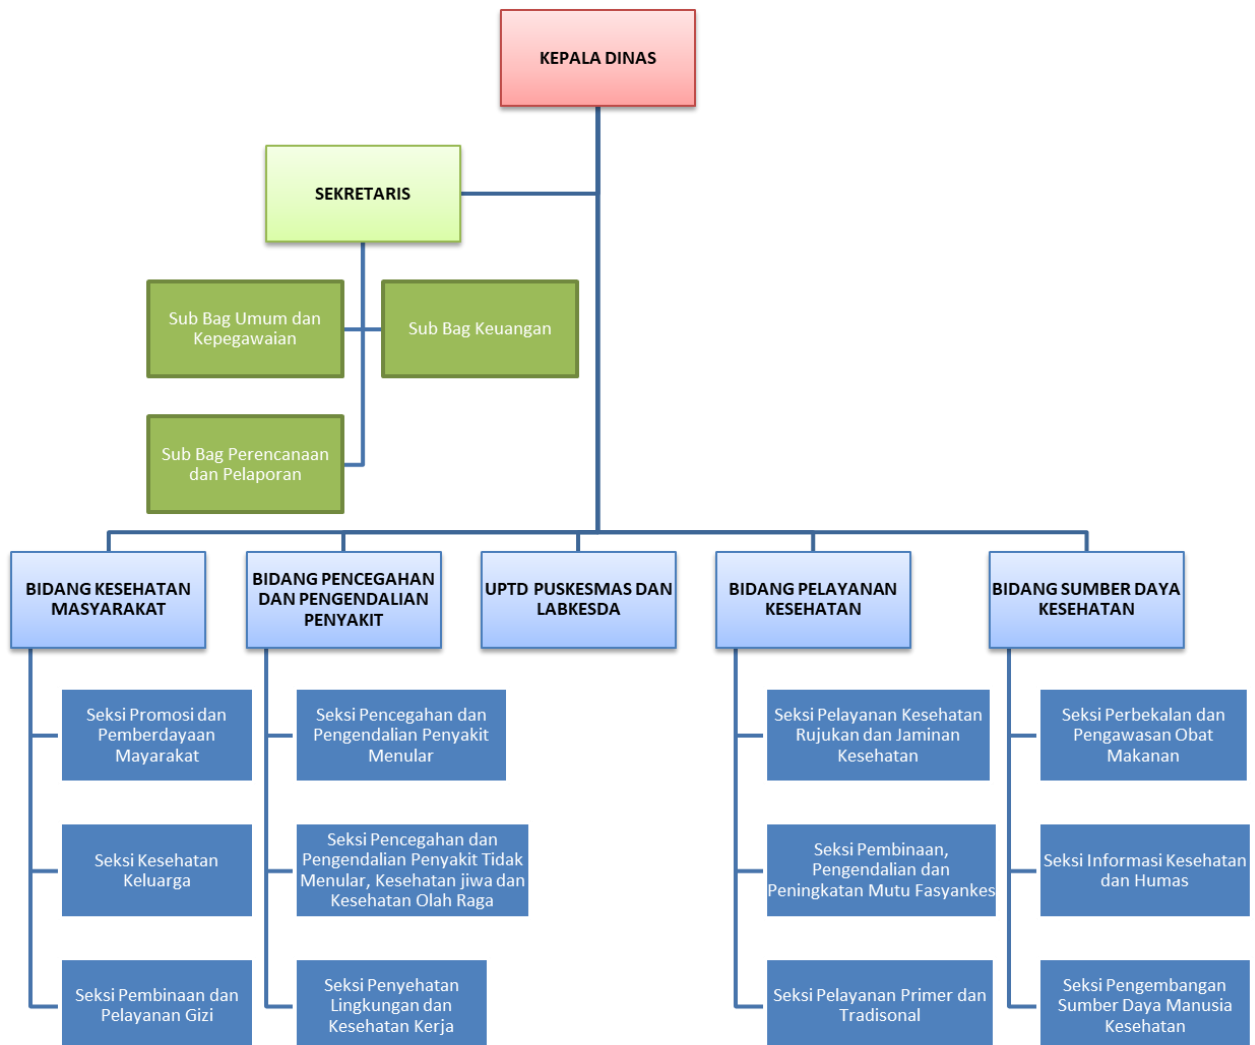 KEPALA DINAS
SEKRETARIS
Sub Bag Umum dan
Kepegawaian
Sub Bag Keuangan
Sub Bag Perencanaan
dan Pelaporan
BIDANG KESEHATAN
MASYARAKAT
BIDANG PENCEGAHAN
DAN PENGENDALIAN
PENYAKIT
UPTD PUSKESMAS DAN
LABKESDA
BIDANG PELAYANAN
KESEHATAN
BIDANG SUMBER DAYA
KESEHATAN
Seksi Promosi dan
Pemberdayaan
Mayarakat
Seksi Pencegahan dan
Pengendalian Penyakit
Menular
Seksi Pelayanan Kesehatan
Rujukan dan Jaminan
Kesehatan
Seksi Perbekalan dan
Pengawasan Obat
Makanan
Seksi Kesehatan
Keluarga
Seksi Pencegahan dan
Pengendalian Penyakit Tidak
Menular, Kesehatan jiwa dan
Kesehatan Olah Raga
Seksi Pembinaan,
Pengendalian dan
Peningkatan Mutu Fasyankes
Seksi Informasi Kesehatan
dan Humas
Seksi Pembinaan dan
Pelayanan Gizi
Seksi Penyehatan
Lingkungan dan
Kesehatan Kerja
Seksi Pelayanan Primer dan
Tradisonal
Seksi Pengembangan
Sumber Daya Manusia
Kesehatan